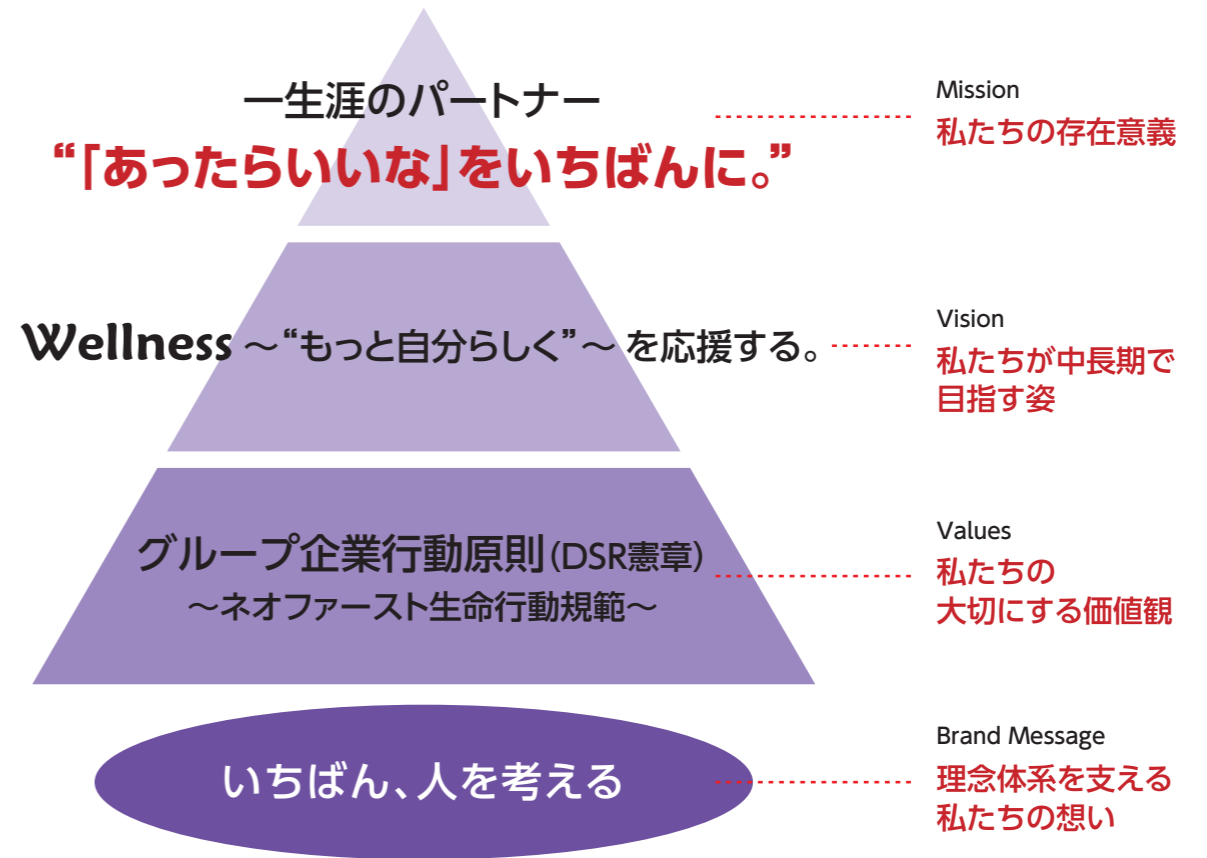 一生涯のパートナー
“「あったらいいな」をいちばんに。”
Mission
私たちの存在意義
Wellness ～“もっと自分らしく”～ を応援する。
Vision
私たちが中長期で
目指す姿
グループ企業行動原則(DSR憲章)
～ネオファースト生命行動規範～
Values
私たちの
大切にする価値観
いちばん、人を考える
Brand Message
理念体系を支える
私たちの想い